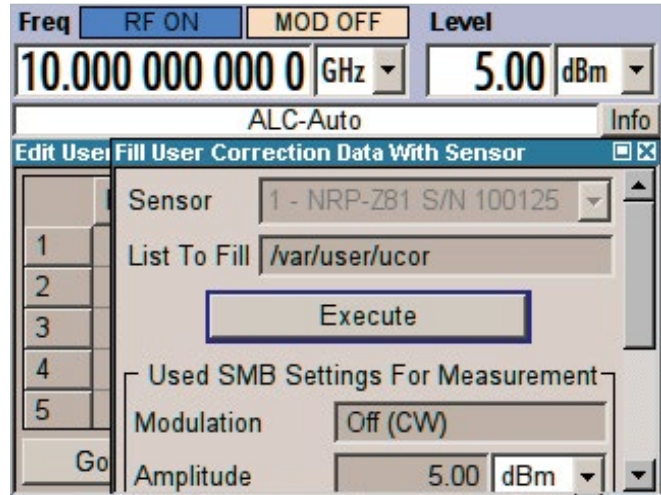 Freq RF ON MOD OFF Level
10.000 000 000 0 GHz 5.00 dBm
ALC-Auto Info
Edit User Fill User Correction Data With Sensor
Sensor 1 - NRP-Z81 S/N 100125
1 List To Fill /var/user/ucor
2
3 Execute
4 Used SMB Settings For Measurement
5 Modulation Off (CW)
Go Amplitude 5.00 dBm